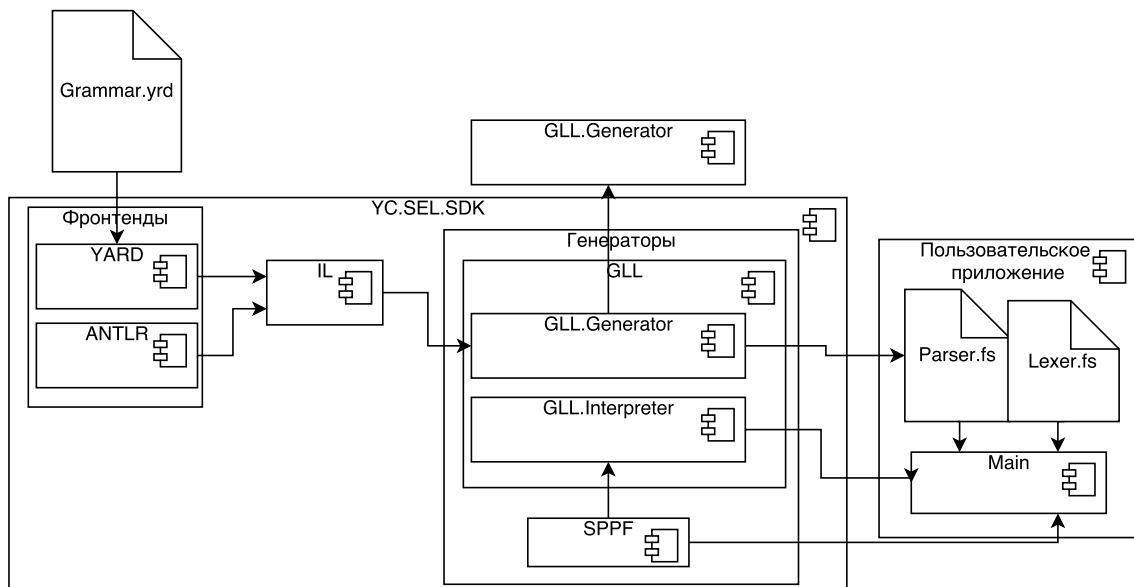 Grammar.yrd
GLL.Generator
YC.SEL.SDK
Фронтенды
YARD
ANTLR
IL
Генераторы
GLL
GLL.Generator
GLL.Interpreter
SPPF
Пользовательское
приложение
Parser.fs
Lexer.fs
Main